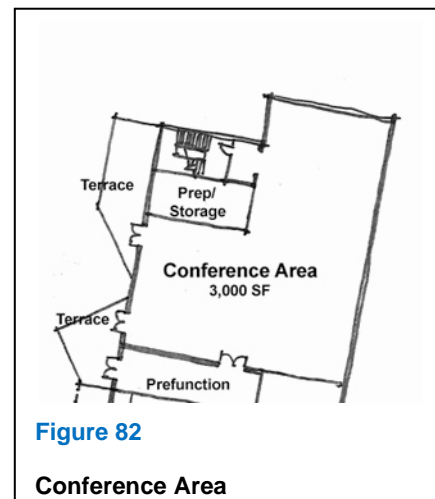 Terrace
Prep/
Storage
Conference Area
3,000 SF
Terrace
Prefunction
Figure 82
Conference Area